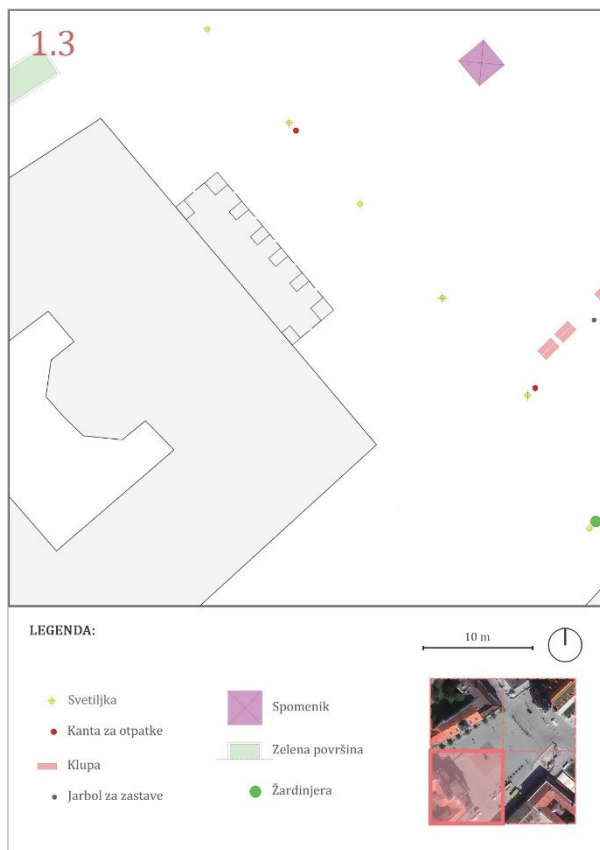 1.3
LEGENDA:
10 m
Svetiljka
Kanta za otpatke
Klupa
Jarbol za zastave
Spomenik
Zelena površina
Žardinjera